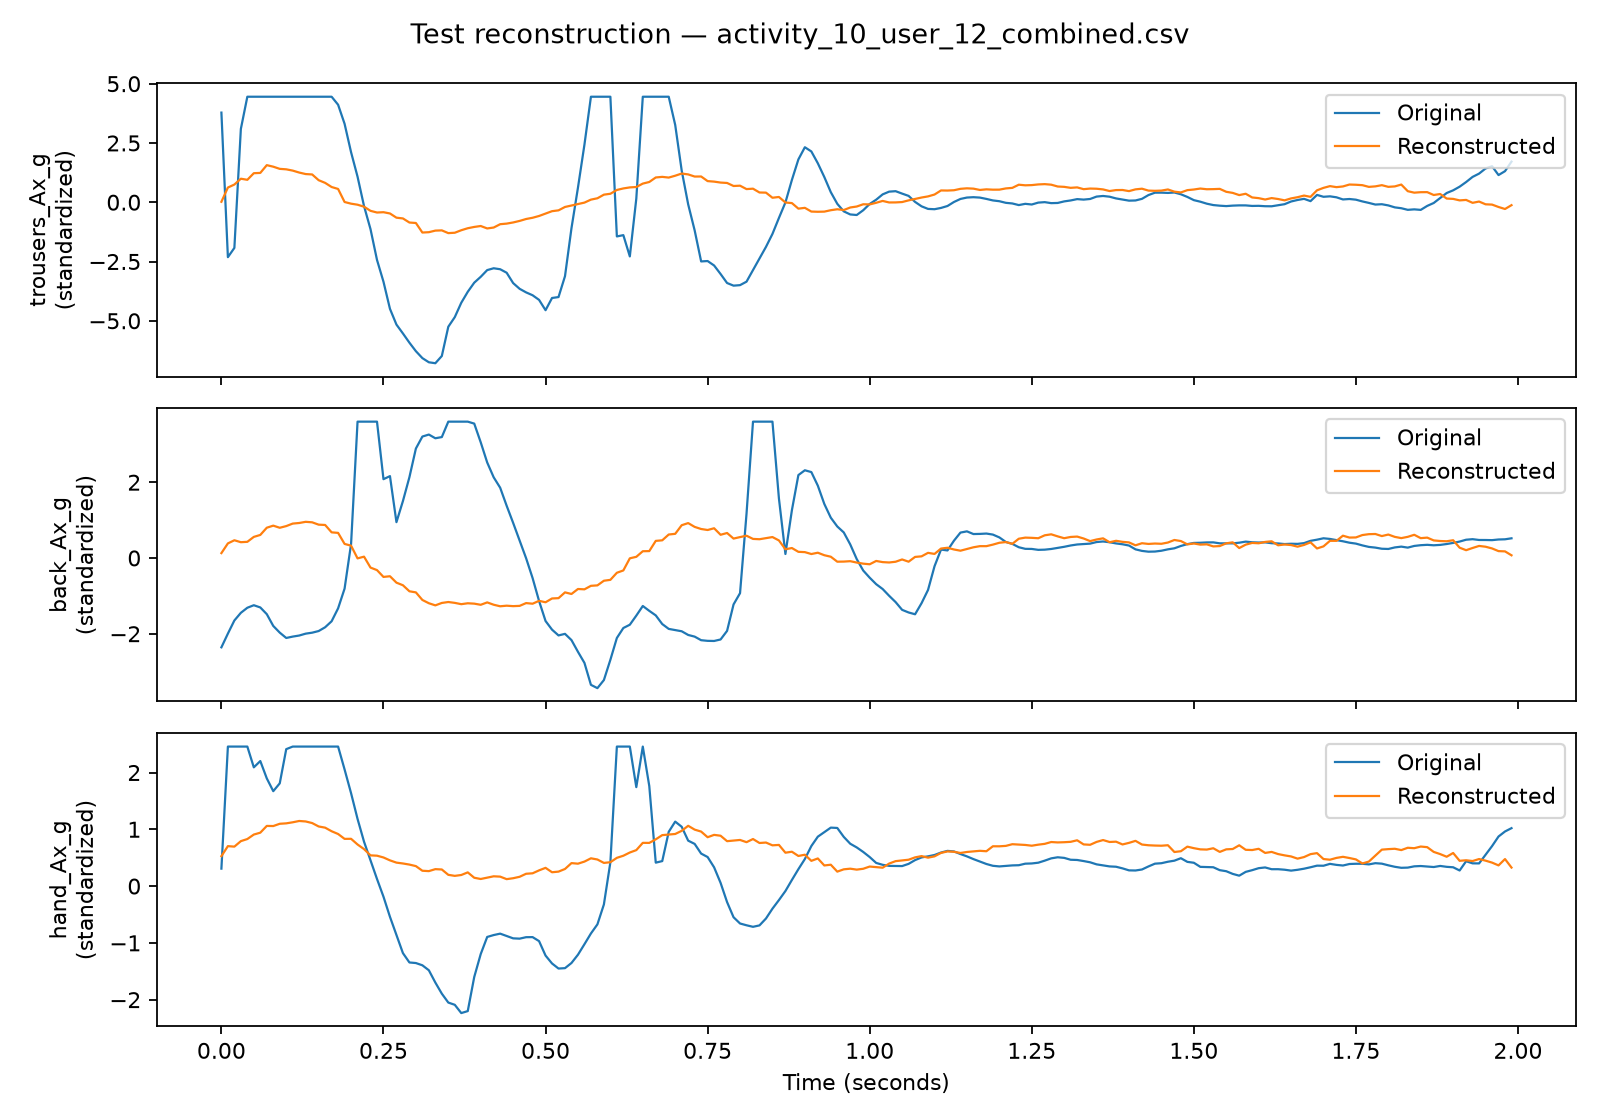 Test reconstruction — activity_10_user_12_combined.csv
trousers_Ax_g
(standardized)
5.0
2.5
0.0
−2.5
−5.0
Original
Reconstructed
back_Ax_g
(standardized)
2
0
−2
Original
Reconstructed
hand_Ax_g
(standardized)
2
1
0
−1
−2
Original
Reconstructed
0.00 0.25 0.50 0.75 1.00 1.25 1.50 1.75 2.00
Time (seconds)